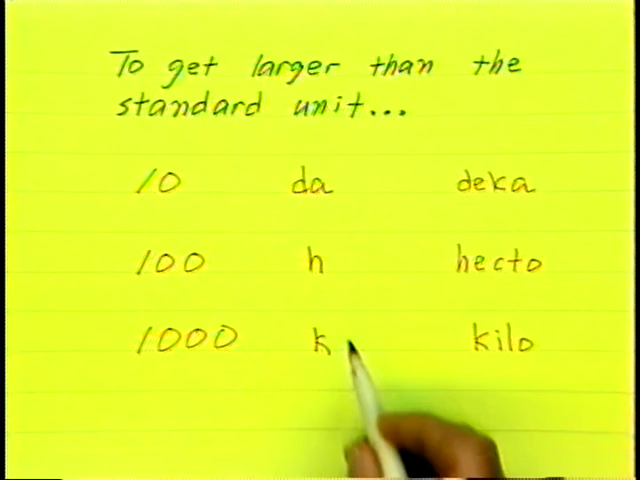 To get larger than the
standard unit...
10 da deka
100 h hecto
1000 k kilo